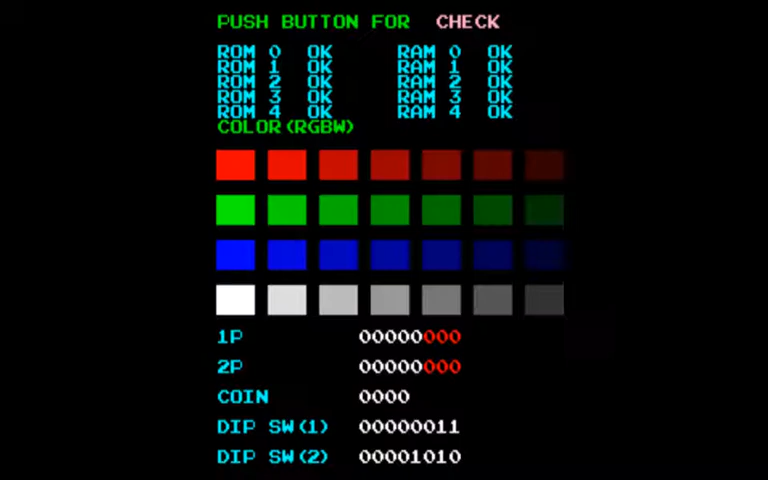 PUSH BUTTON FOR CHECK
ROM 0 OK RAM 0 OK
ROM 1 OK RAM 1 OK
ROM 2 OK RAM 2 OK
ROM 3 OK RAM 3 OK
ROM 4 OK RAM 4 OK
COLOR(RGBW)
1P 00000000
2P 00000000
COIN 0000
DIP SW(1) 00000011
DIP SW(2) 00001010